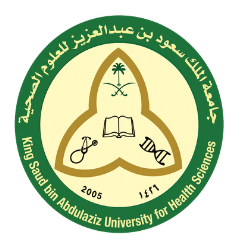 جامعة الملك سعود بن عبدالعزيز للعلوم الصحية
2005 ١٤٢٦
King Saud bin Abdulaziz University for Health Sciences